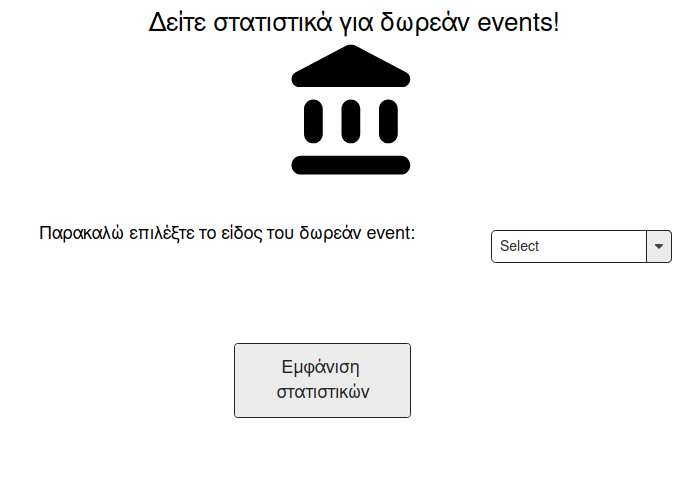 Δείτε στατιστικά για δωρεάν events!
Παρακαλώ επιλέξτε το είδος του δωρεάν event:
Select
Εμφάνιση
στατιστικών